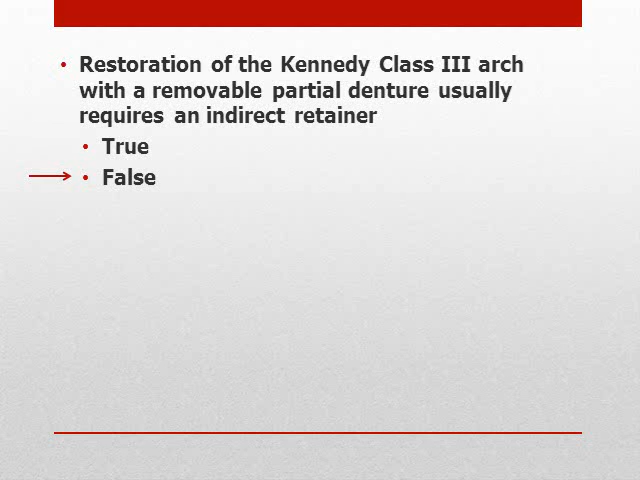 • Restoration of the Kennedy Class III arch
with a removable partial denture usually
requires an indirect retainer
• True
• False